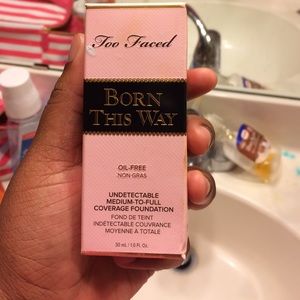 Too Faced
BORN
THIS WAY
OIL-FREE
NON GRAS
UNDETECTABLE
MEDIUM-TO-FULL
COVERAGE FOUNDATION
FOND DE TEINT
INDÉTECTABLE COUVRANCE
MOYENNE À TOTALE
30 mL / 1.0 Fl. Oz.